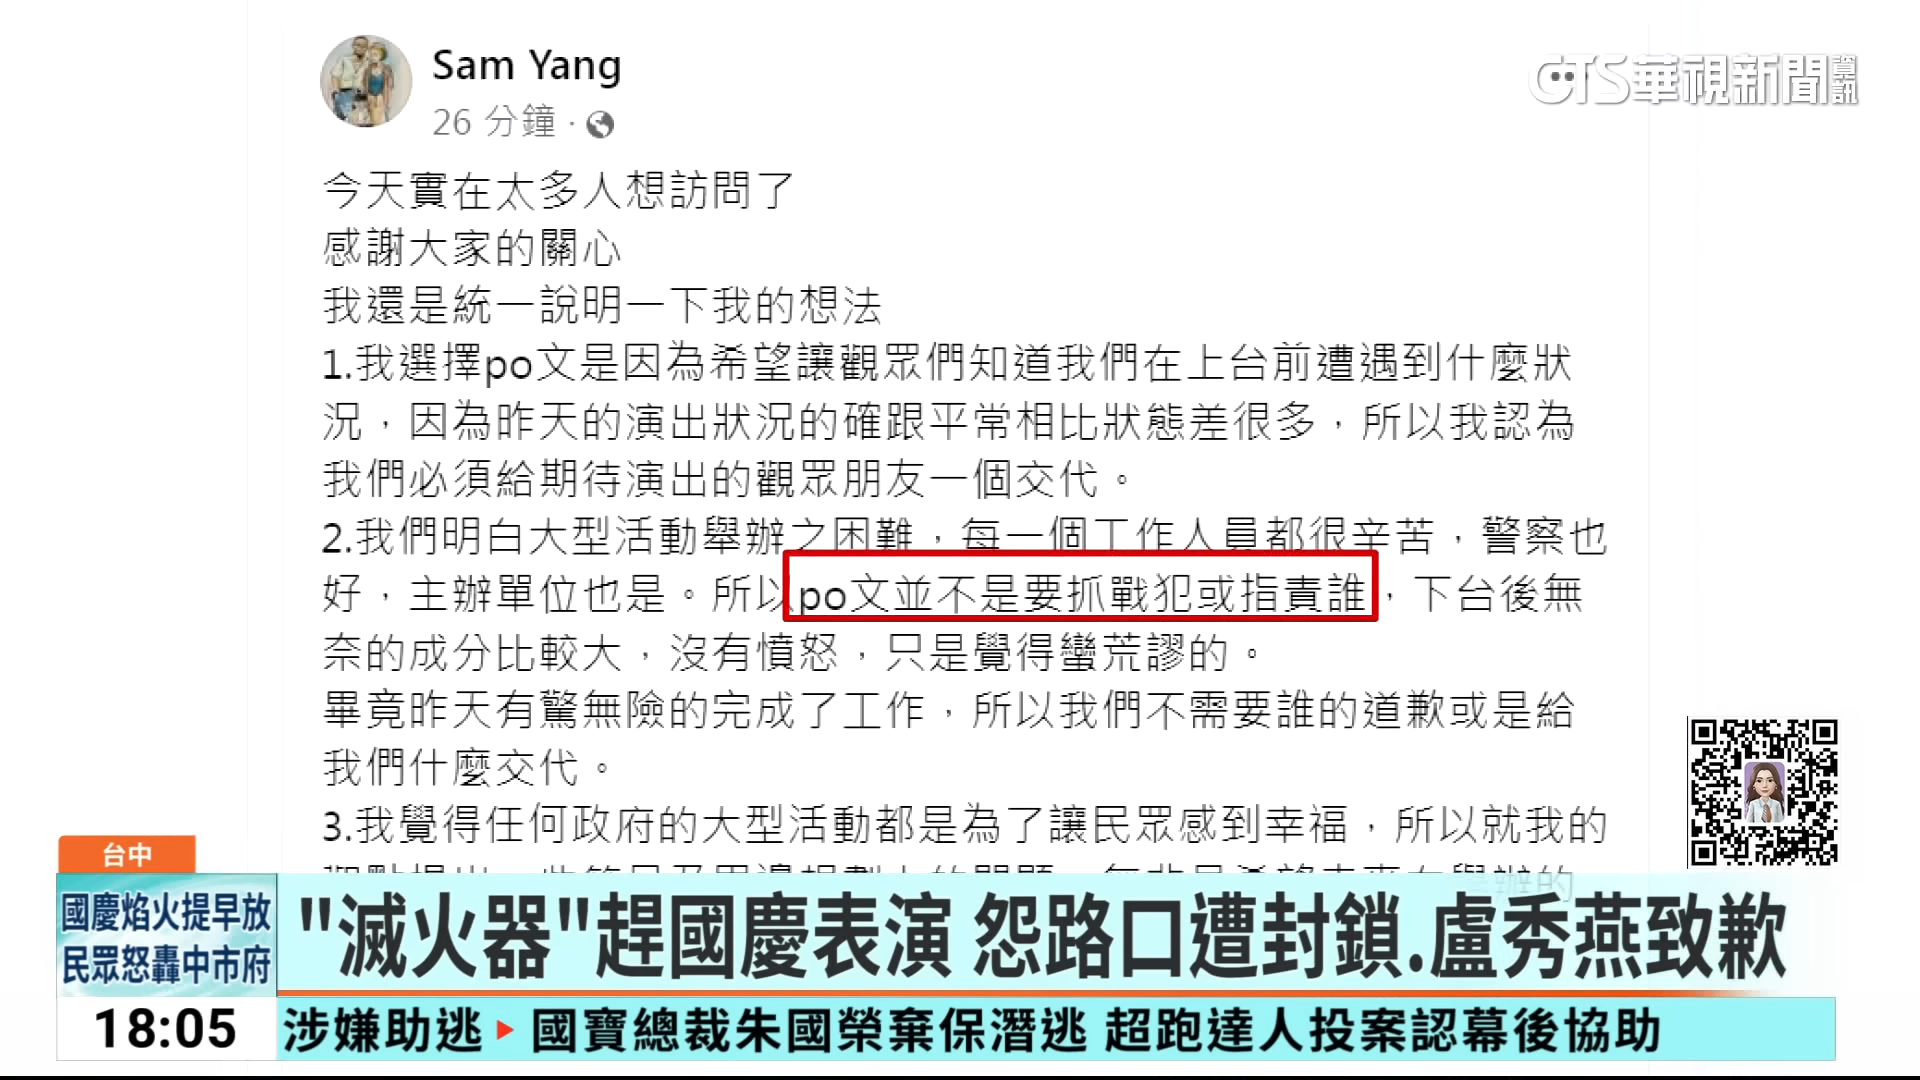 Sam Yang
26 分鐘 ·
CTS華視新聞資訊
今天實在太多人想訪問了
感謝大家的關心
我還是統一說明一下我的想法
1.我選擇po文是因為希望讓觀眾們知道我們在上台前遭遇到什麼狀
況，因為昨天的演出狀況的確跟平常相比狀態差很多，所以我認為
我們必須給期待演出的觀眾朋友一個交代。
2.我們明白大型活動舉辦之困難，每一個工作人員都很辛苦，警察也
好，主辦單位也是。所以po文並不是要抓戰犯或指責誰，下台後無
奈的成分比較大，沒有憤怒，只是覺得蠻荒謬的。
畢竟昨天有驚無險的完成了工作，所以我們不需要誰的道歉或是給
我們什麼交代。
3.我覺得任何政府的大型活動都是為了讓民眾感到幸福，所以就我的
台中
國慶焰火提早放
民眾怒轟中市府
"滅火器"趕國慶表演 怨路口遭封鎖.盧秀燕致歉
18:05
涉嫌助逃▶國寶總裁朱國榮棄保潛逃 超跑達人投案認幕後協助